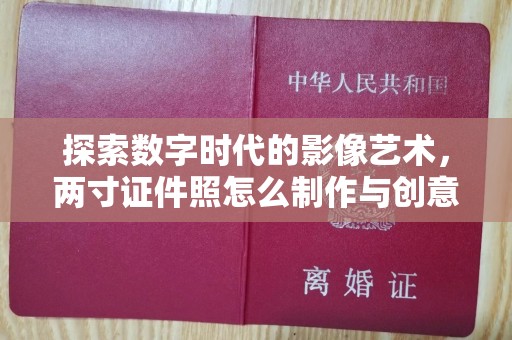 中华人民共和国
探索数字时代的影像艺术，
两寸证件照怎么制作与创意
离婚证